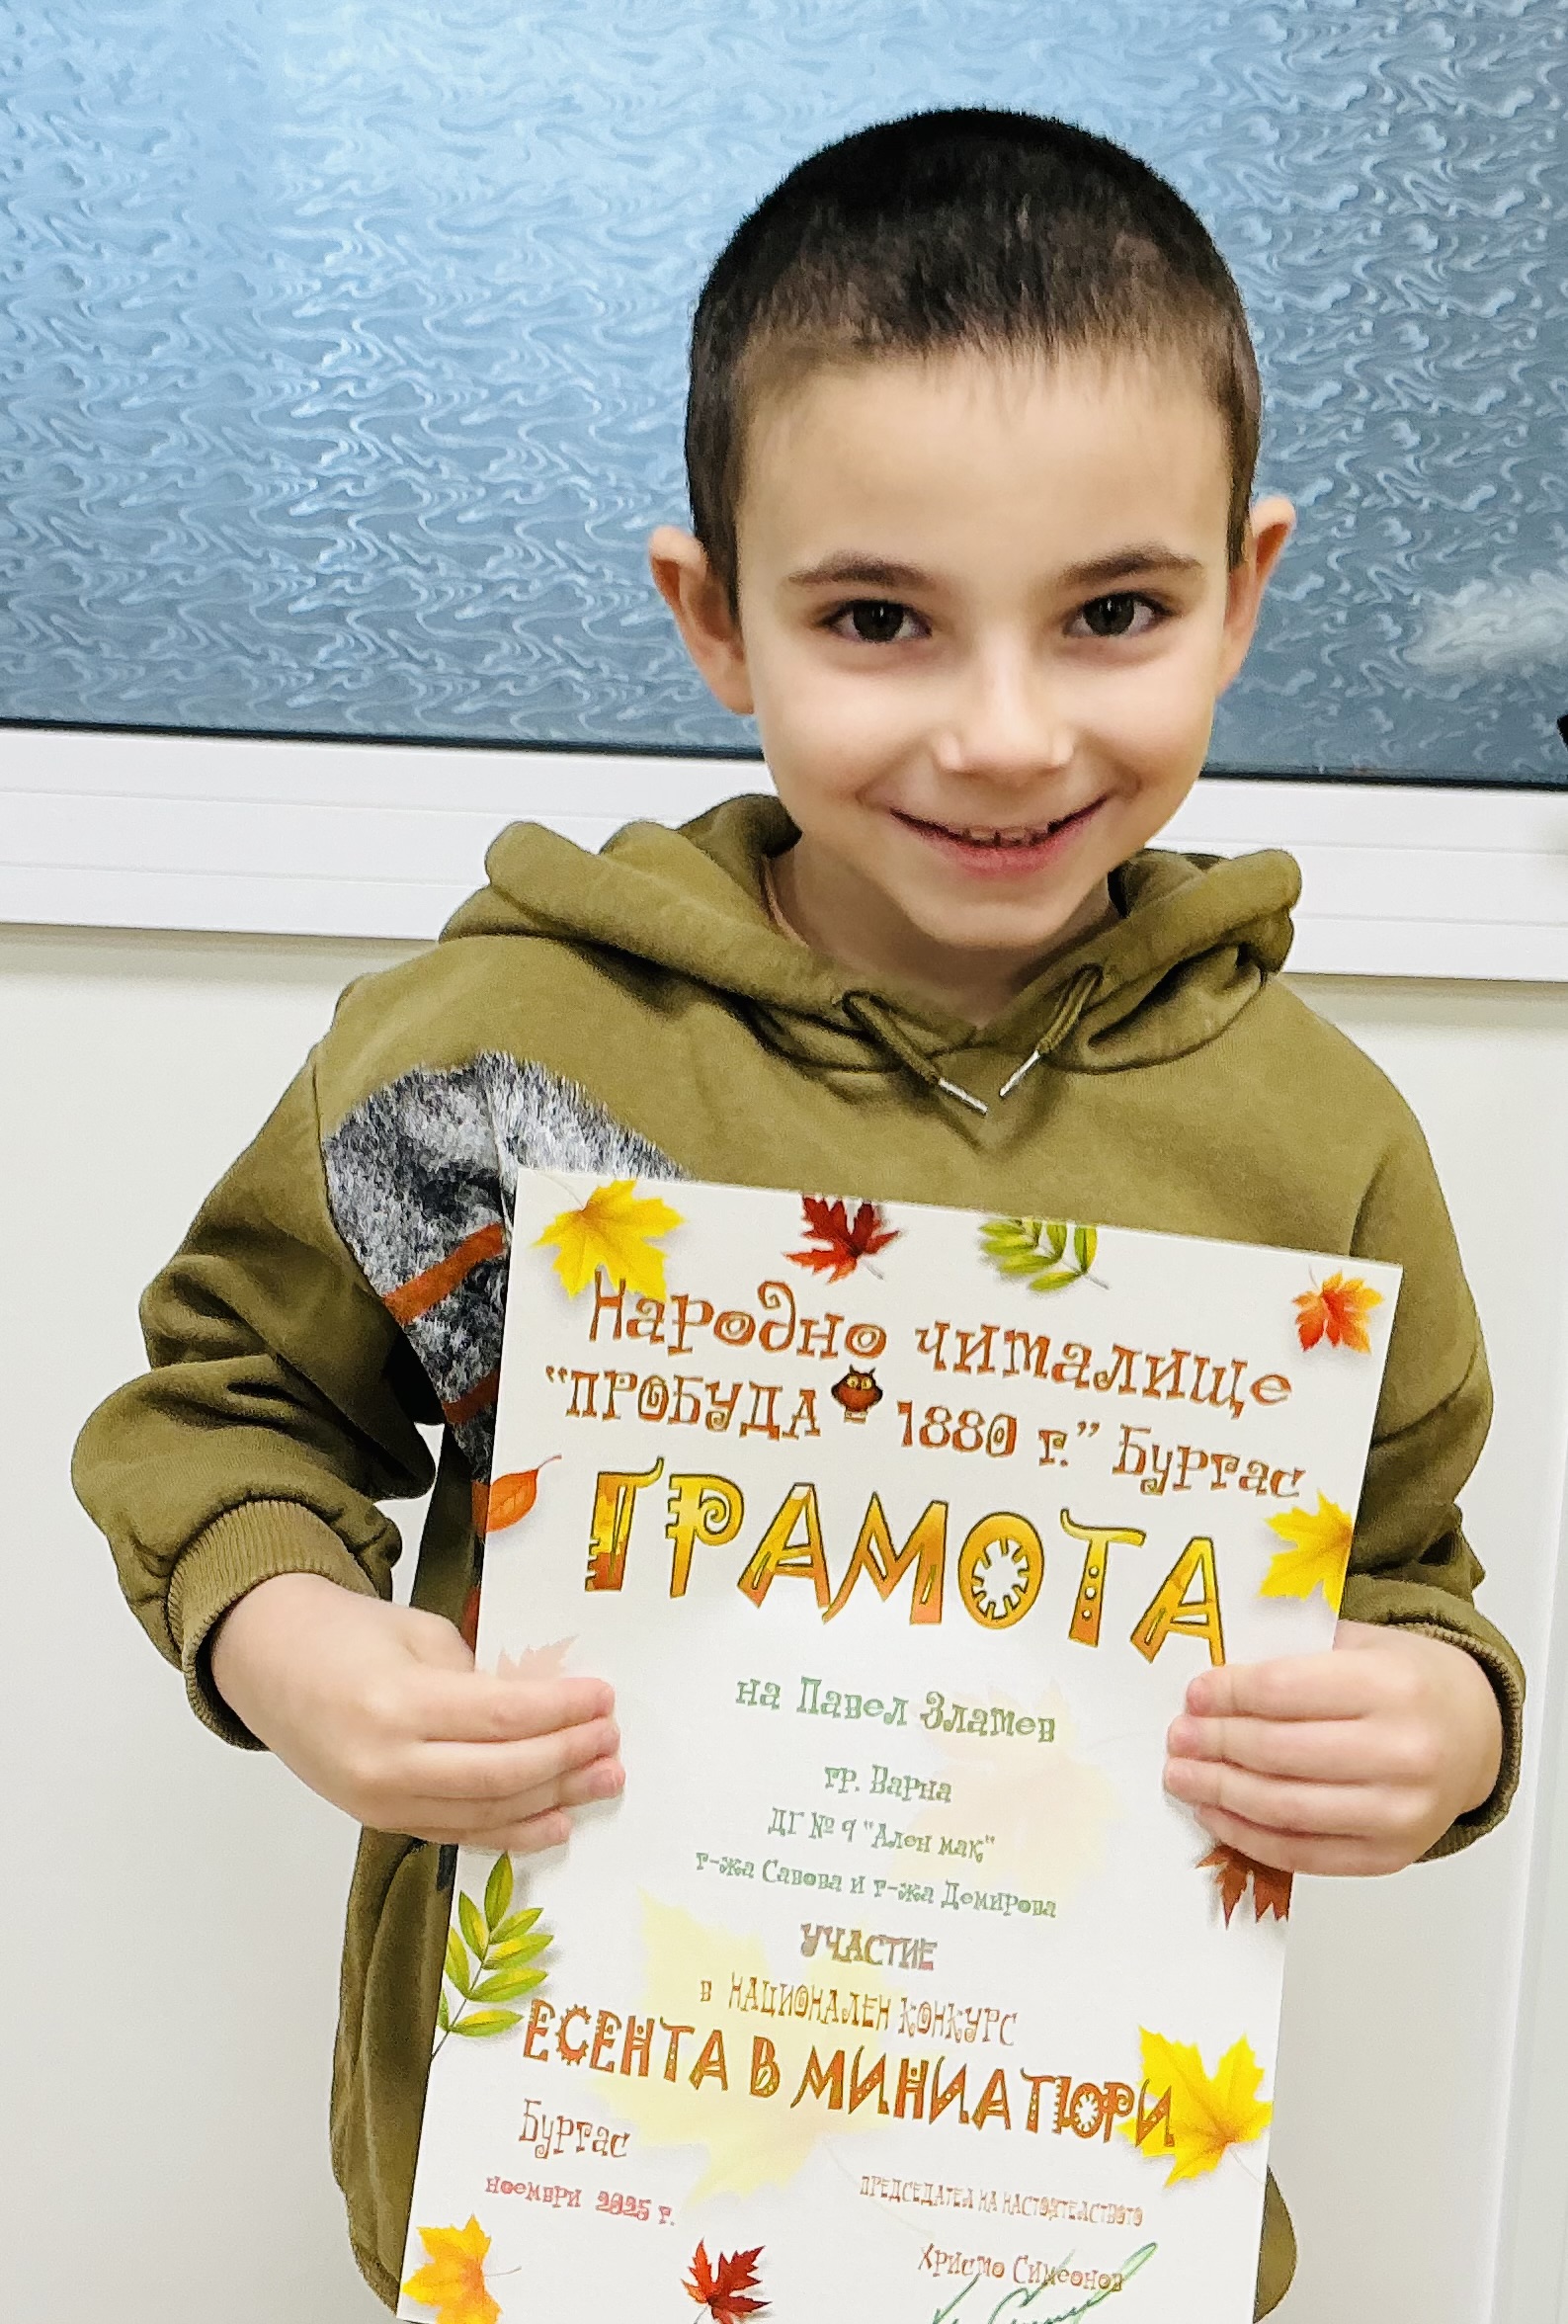 Народно читалище
"ПРОБУДА 1880 г." Бургас
ГРАМОТА
на Павел Златев
гр. Варна
ДГ № 9 "Ален мак"
г-жа Савова и г-жа Демирова
УЧАСТИЕ
в НАЦИОНАЛЕН КОНКУРС
ЕСЕНТА В МИНИАТЮРИ
Бургас
ноември 2025 г.
ПРЕДСЕДАТЕЛ НА НАСТОЯТЕЛСТВОТО
Христо Симеонов